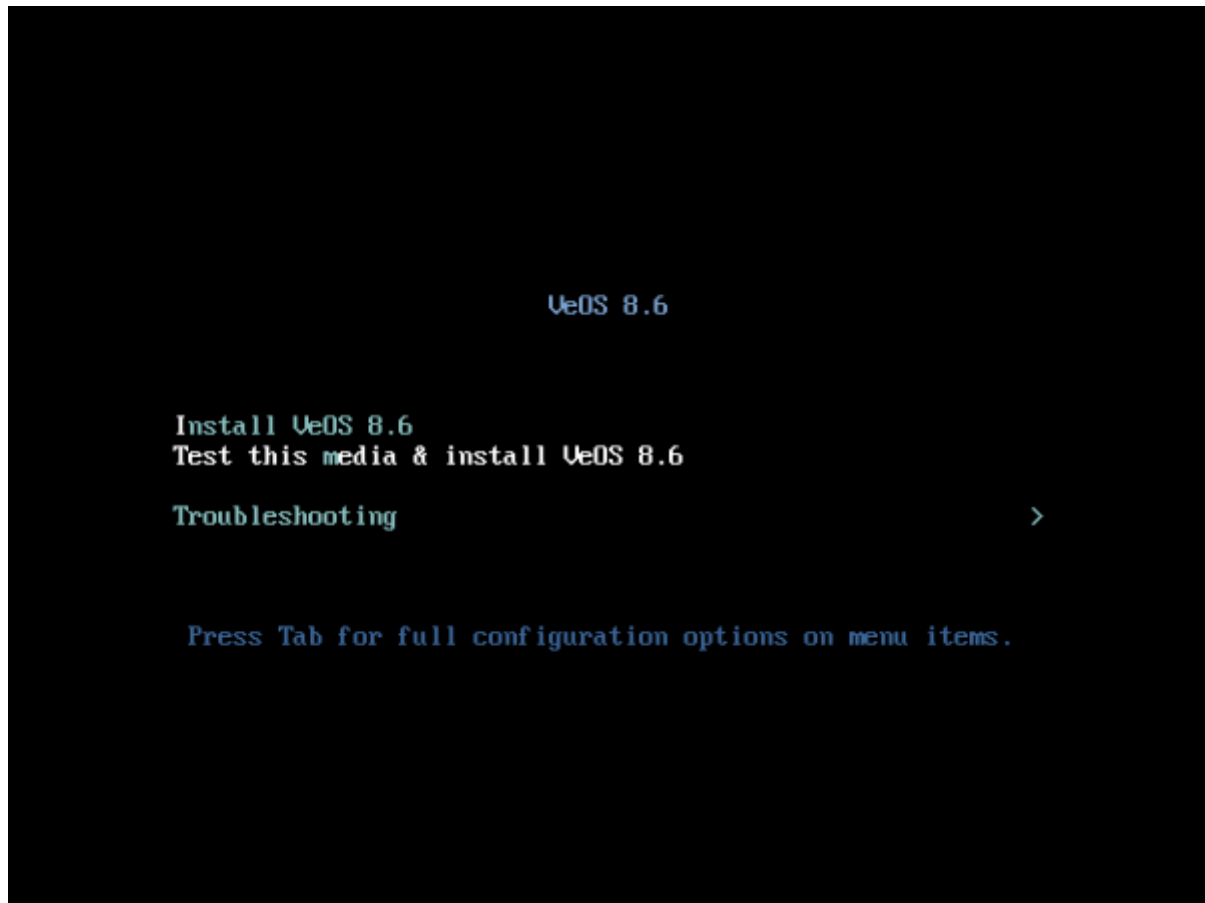 VeOS 8.6
Install VeOS 8.6
Test this media & install VeOS 8.6
Troubleshooting >
Press Tab for full configuration options on menu items.